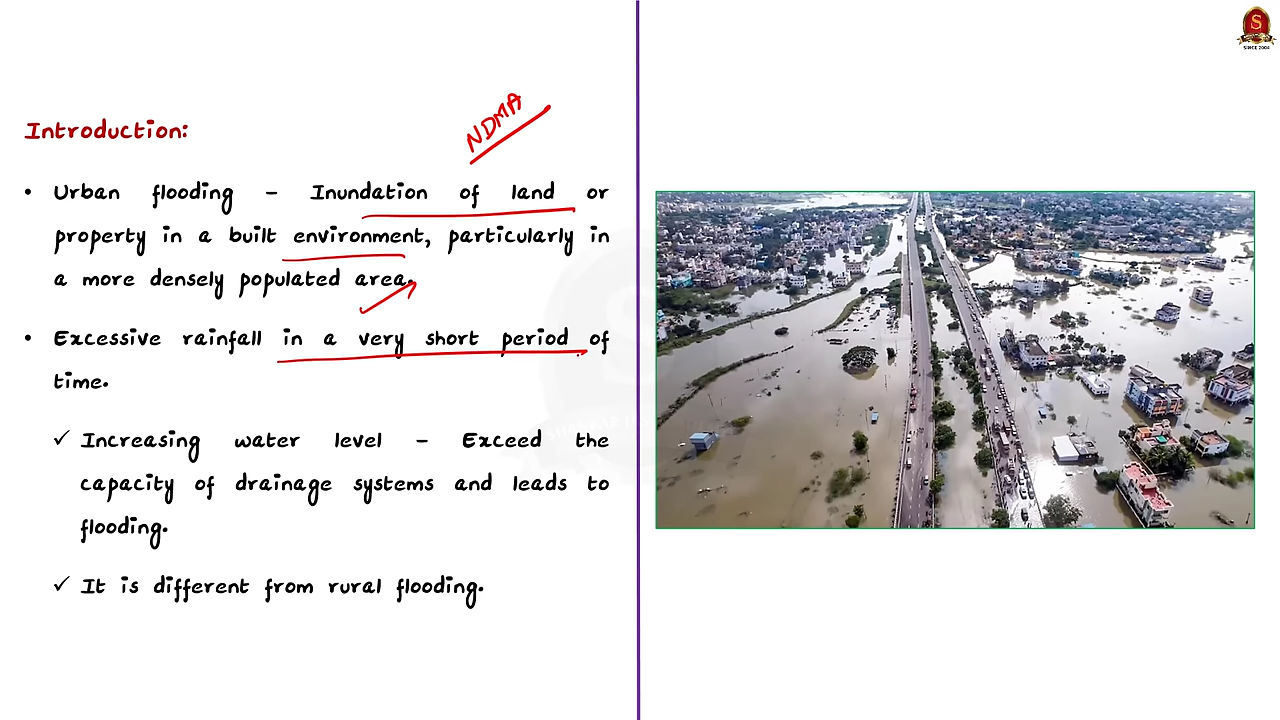 NDMA
Introduction:
• Urban flooding – Inundation of land or
property in a built environment, particularly in
a more densely populated area.
• Excessive rainfall in a very short period of
time.
✓ Increasing water level – Exceed the
capacity of drainage systems and leads to
flooding.
✓ It is different from rural flooding.
S
SINCE 2004